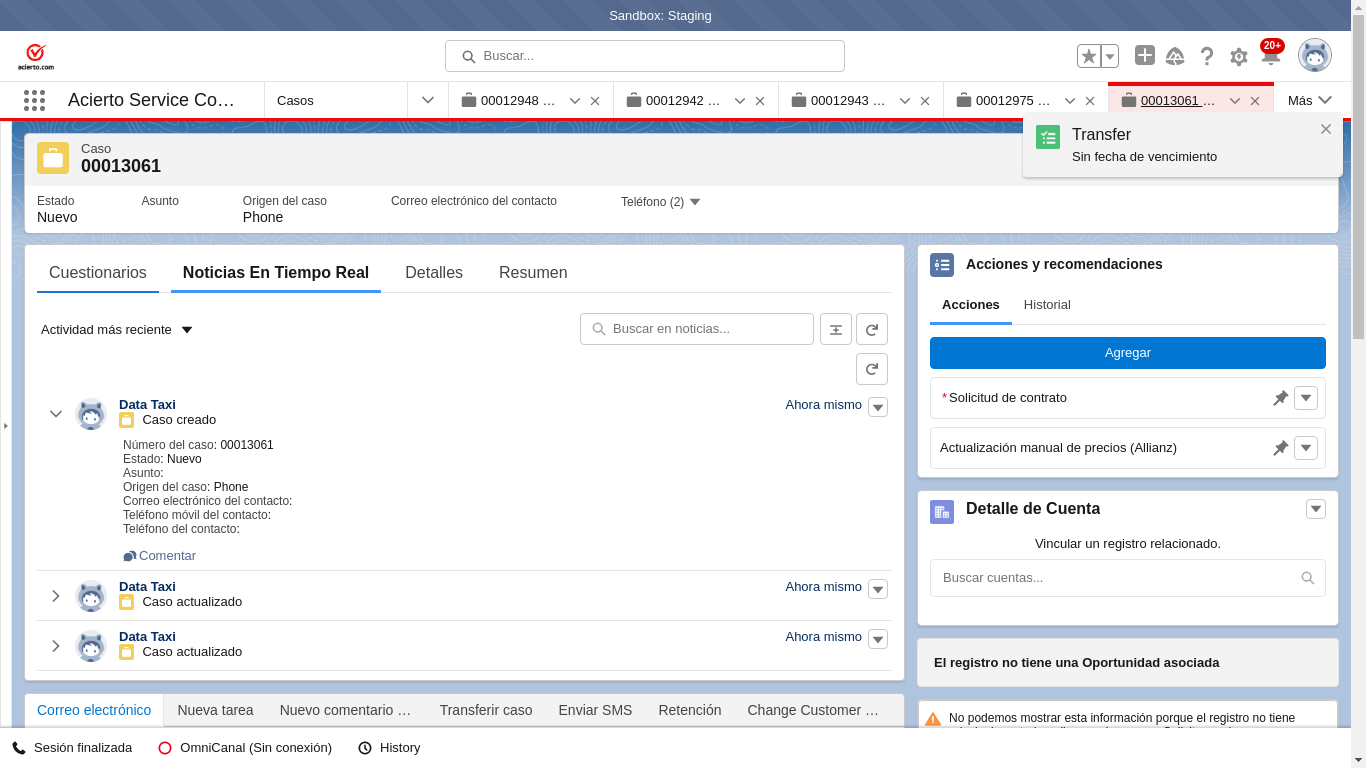 Sandbox: Staging
acierto.com
Buscar...
20+
Acierto Service Co…
Casos
00012948 …
00012942 …
00012943 …
00012975 …
00013061 …
Más
Transfer
Sin fecha de vencimiento
Caso
00013061
Estado
Nuevo
Asunto
Origen del caso
Phone
Correo electrónico del contacto
Teléfono (2)
Cuestionarios
Noticias En Tiempo Real
Detalles
Resumen
Actividad más reciente
Buscar en noticias...
Data Taxi
Ahora mismo
Caso creado
Número del caso: 00013061
Estado: Nuevo
Asunto:
Origen del caso: Phone
Correo electrónico del contacto:
Teléfono móvil del contacto:
Teléfono del contacto:
Comentar
Data Taxi
Ahora mismo
Caso actualizado
Data Taxi
Ahora mismo
Caso actualizado
Correo electrónico
Nueva tarea
Nuevo comentario …
Transferir caso
Enviar SMS
Retención
Change Customer …
Acciones y recomendaciones
Acciones
Historial
Agregar
*Solicitud de contrato
Actualización manual de precios (Allianz)
Detalle de Cuenta
Vincular un registro relacionado.
Buscar cuentas...
El registro no tiene una Oportunidad asociada
No podemos mostrar esta información porque el registro no tiene
Sesión finalizada
OmniCanal (Sin conexión)
History